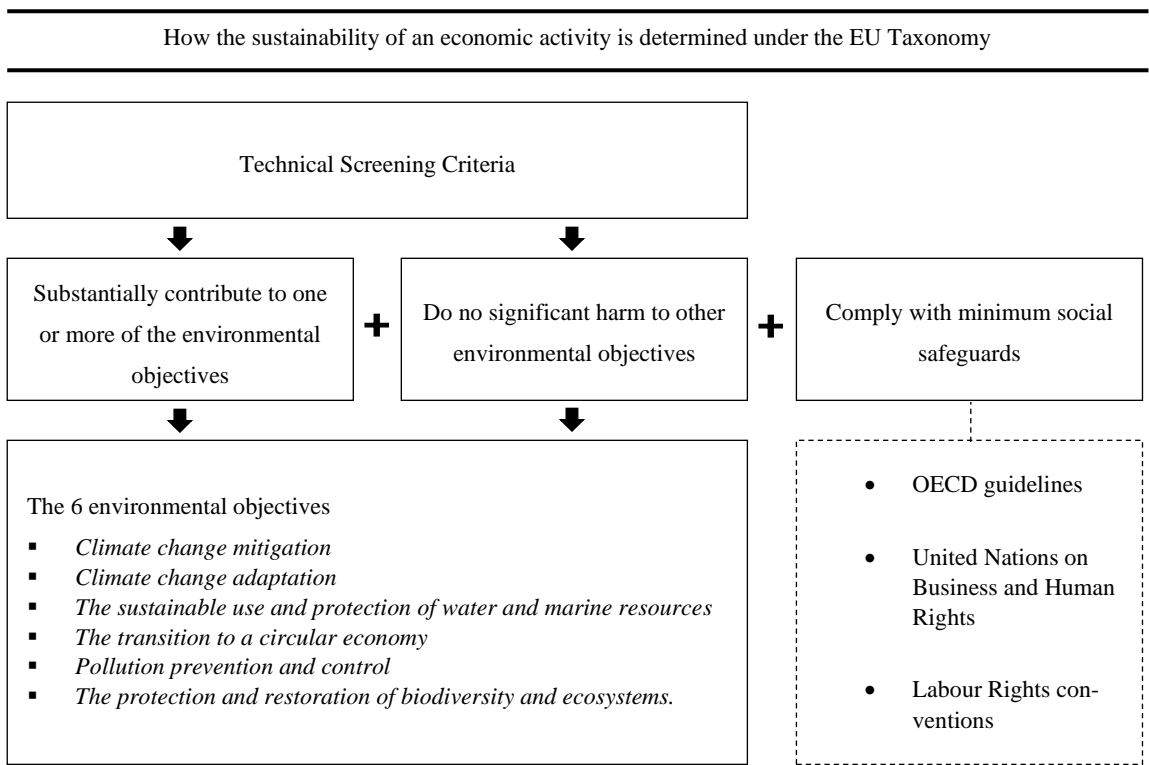 How the sustainability of an economic activity is determined under the EU Taxonomy
Technical Screening Criteria
Substantially contribute to one
or more of the environmental
objectives
+
Do no significant harm to other
environmental objectives
+
Comply with minimum social
safeguards
The 6 environmental objectives
▪ Climate change mitigation
▪ Climate change adaptation
▪ The sustainable use and protection of water and marine resources
▪ The transition to a circular economy
▪ Pollution prevention and control
▪ The protection and restoration of biodiversity and ecosystems.
• OECD guidelines
• United Nations on
Business and Human
Rights
• Labour Rights con-
ventions